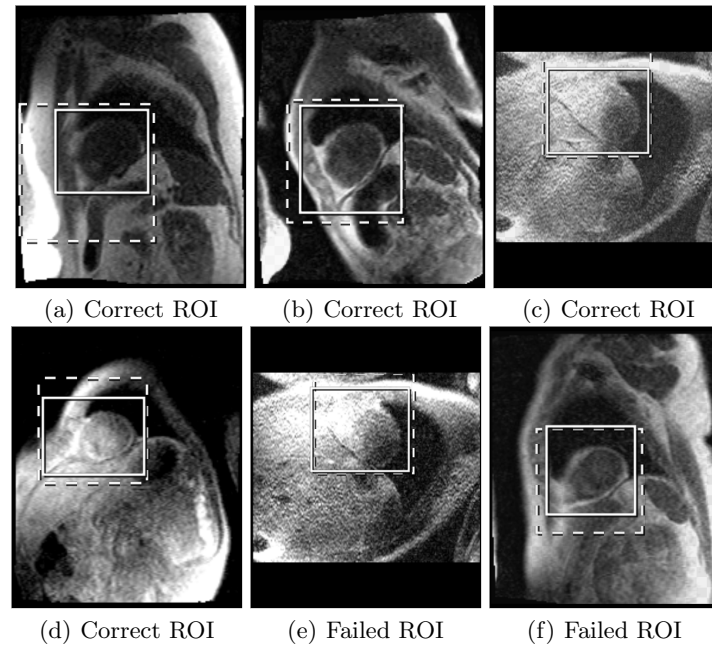 (a) Correct ROI
(b) Correct ROI
(c) Correct ROI
(d) Correct ROI
(e) Failed ROI
(f) Failed ROI